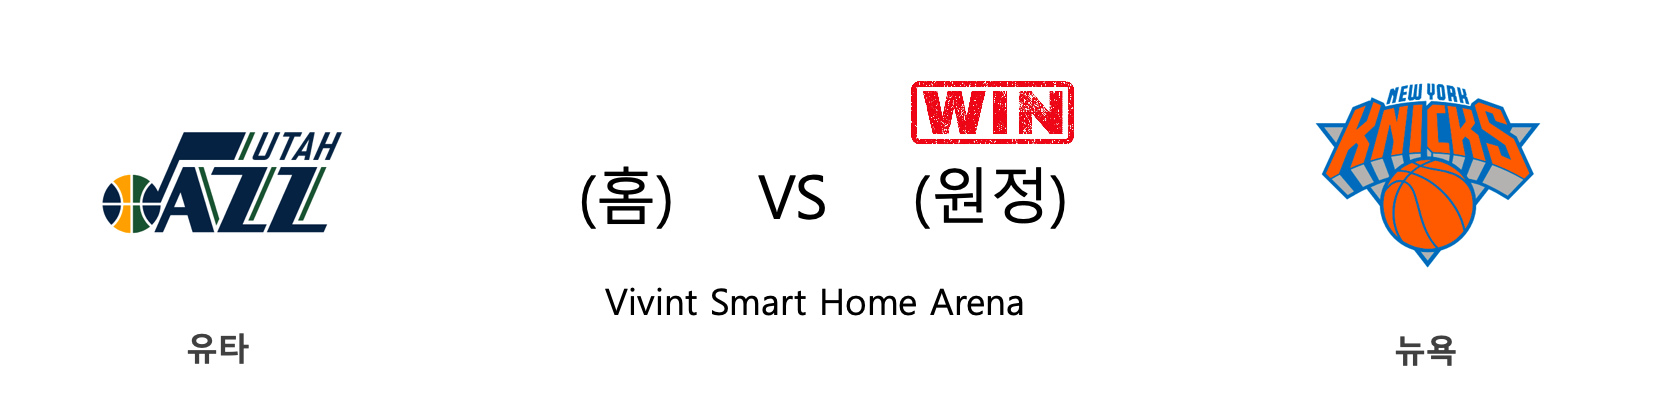 WIN
NEW YORK
KNICKS
UTAH
JAZZ
(홈) VS (원정)
Vivint Smart Home Arena
유타
뉴욕